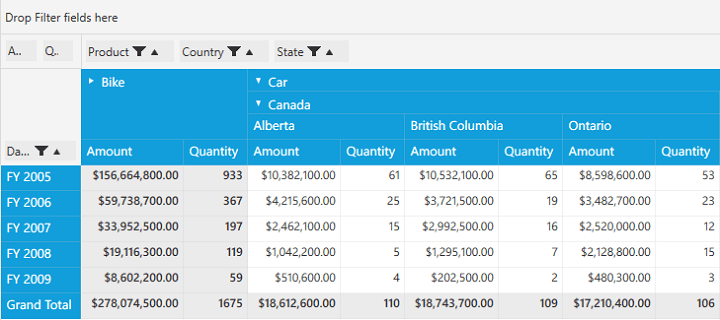 Drop Filter fields here
A.. Q.. Product Country State
Bike Car
Canada
Alberta British Columbia Ontario
Da... Amount Quantity Amount Quantity Amount Quantity Amount Quantity
FY 2005 $156,664,800.00 933 $10,382,100.00 61 $10,532,100.00 65 $8,598,600.00 53
FY 2006 $59,738,700.00 367 $4,215,600.00 25 $3,721,500.00 19 $3,482,700.00 23
FY 2007 $33,952,500.00 197 $2,462,100.00 15 $2,992,500.00 16 $2,520,000.00 12
FY 2008 $19,116,300.00 119 $1,042,200.00 5 $1,295,100.00 7 $2,128,800.00 15
FY 2009 $8,602,200.00 59 $510,600.00 4 $202,500.00 2 $480,300.00 3
Grand Total $278,074,500.00 1675 $18,612,600.00 110 $18,743,700.00 109 $17,210,400.00 106